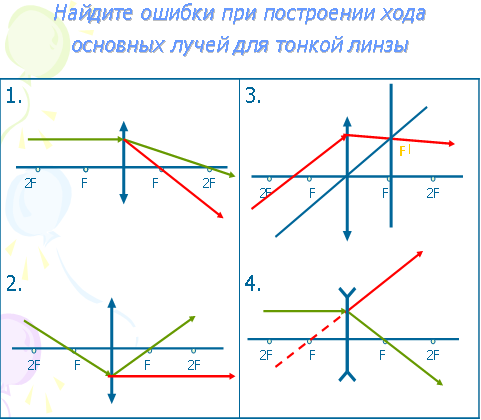 Найдите ошибки при построении хода
основных лучей для тонкой линзы
1.
2F F F 2F
3.
F|
2F F F 2F
2.
2F F F 2F
4.
2F F F 2F